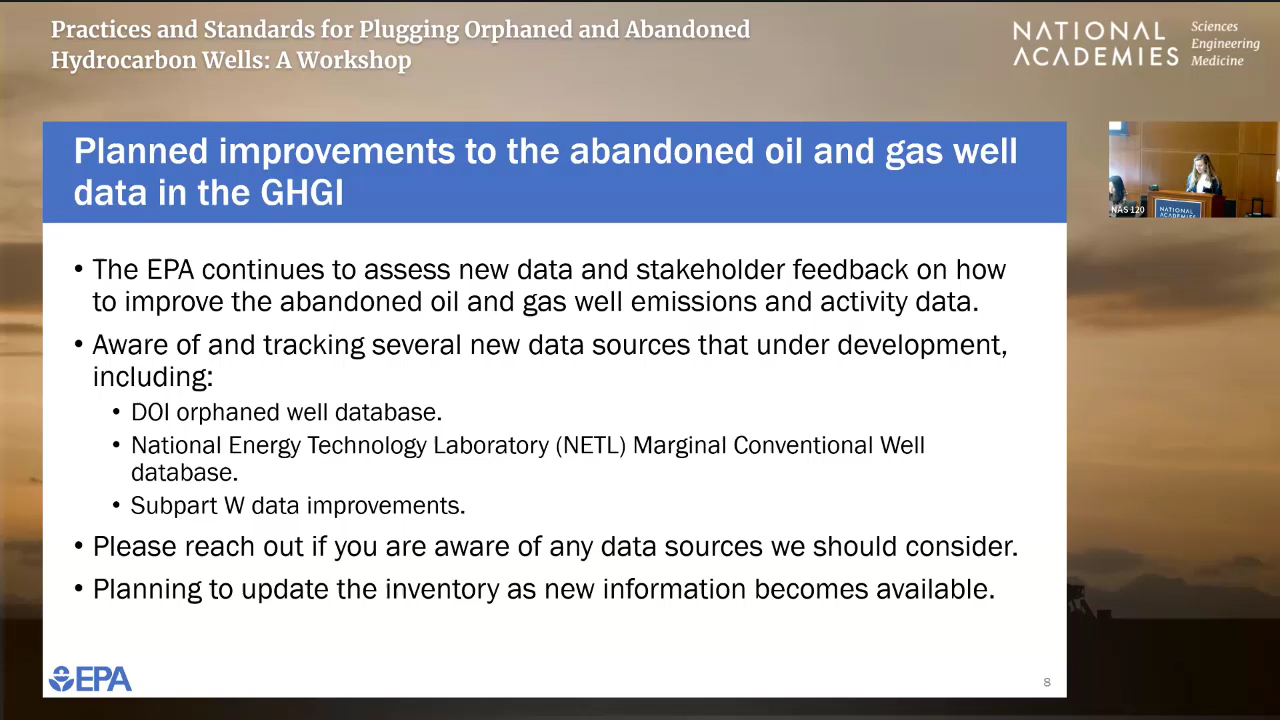 Practices and Standards for Plugging Orphaned and Abandoned
Hydrocarbon Wells: A Workshop
NATIONAL
ACADEMIES
Sciences
Engineering
Medicine
Planned improvements to the abandoned oil and gas well
data in the GHGI
NAS 120
NATIONAL
ACADEMIES
• The EPA continues to assess new data and stakeholder feedback on how
to improve the abandoned oil and gas well emissions and activity data.
• Aware of and tracking several new data sources that under development,
including:
• DOI orphaned well database.
• National Energy Technology Laboratory (NETL) Marginal Conventional Well
database.
• Subpart W data improvements.
• Please reach out if you are aware of any data sources we should consider.
• Planning to update the inventory as new information becomes available.
EPA
8